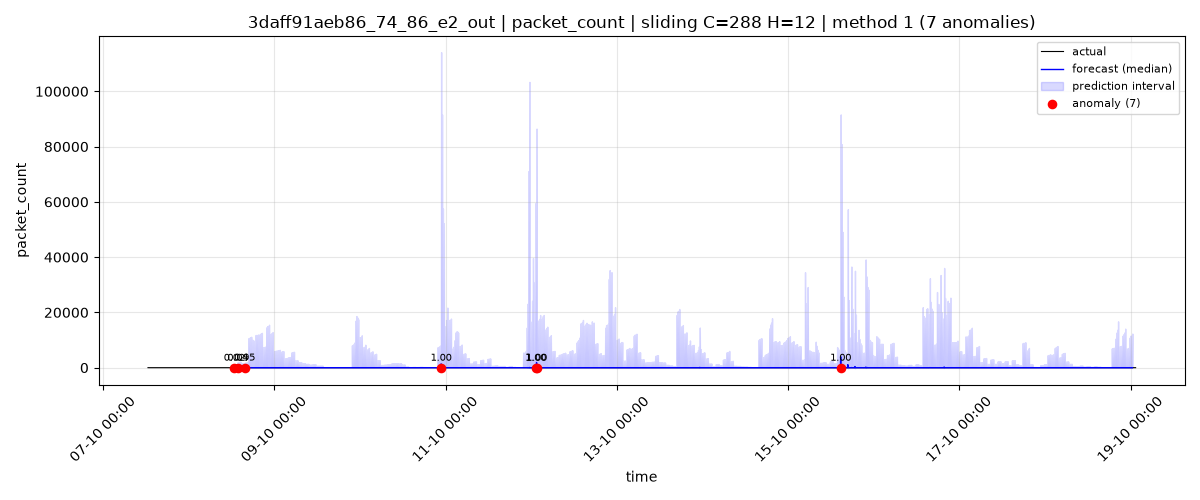 3daff91aeb86_74_86_e2_out | packet_count | sliding C=288 H=12 | method 1 (7 anomalies)
actual
forecast (median)
prediction interval
anomaly (7)
packet_count
100000
80000
60000
40000
20000
0
1.00
1.00
1.00
07-10 00:00
09-10 00:00
11-10 00:00
13-10 00:00
15-10 00:00
17-10 00:00
19-10 00:00
time